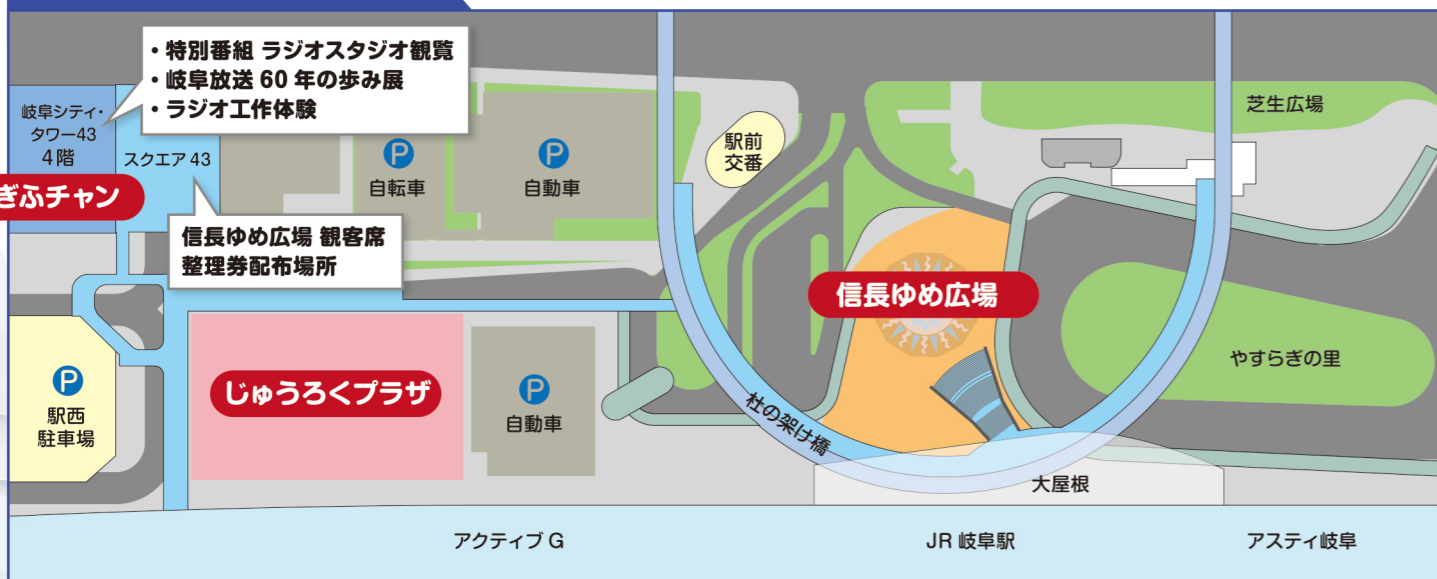 ・特別番組 ラジオスタジオ観覧
・岐阜放送 60 年の歩み展
・ラジオ工作体験
岐阜シティ・
タワー43
4階
スクエア 43
ぎふチャン
P
自転車
P
自動車
駅前
交番
芝生広場
信長ゆめ広場 観客席
整理券配布場所
信長ゆめ広場
やすらぎの里
P
駅西
駐車場
じゅうろくプラザ
P
自動車
杜の架け橋
大屋根
アクティブ G
JR 岐阜駅
アスティ岐阜